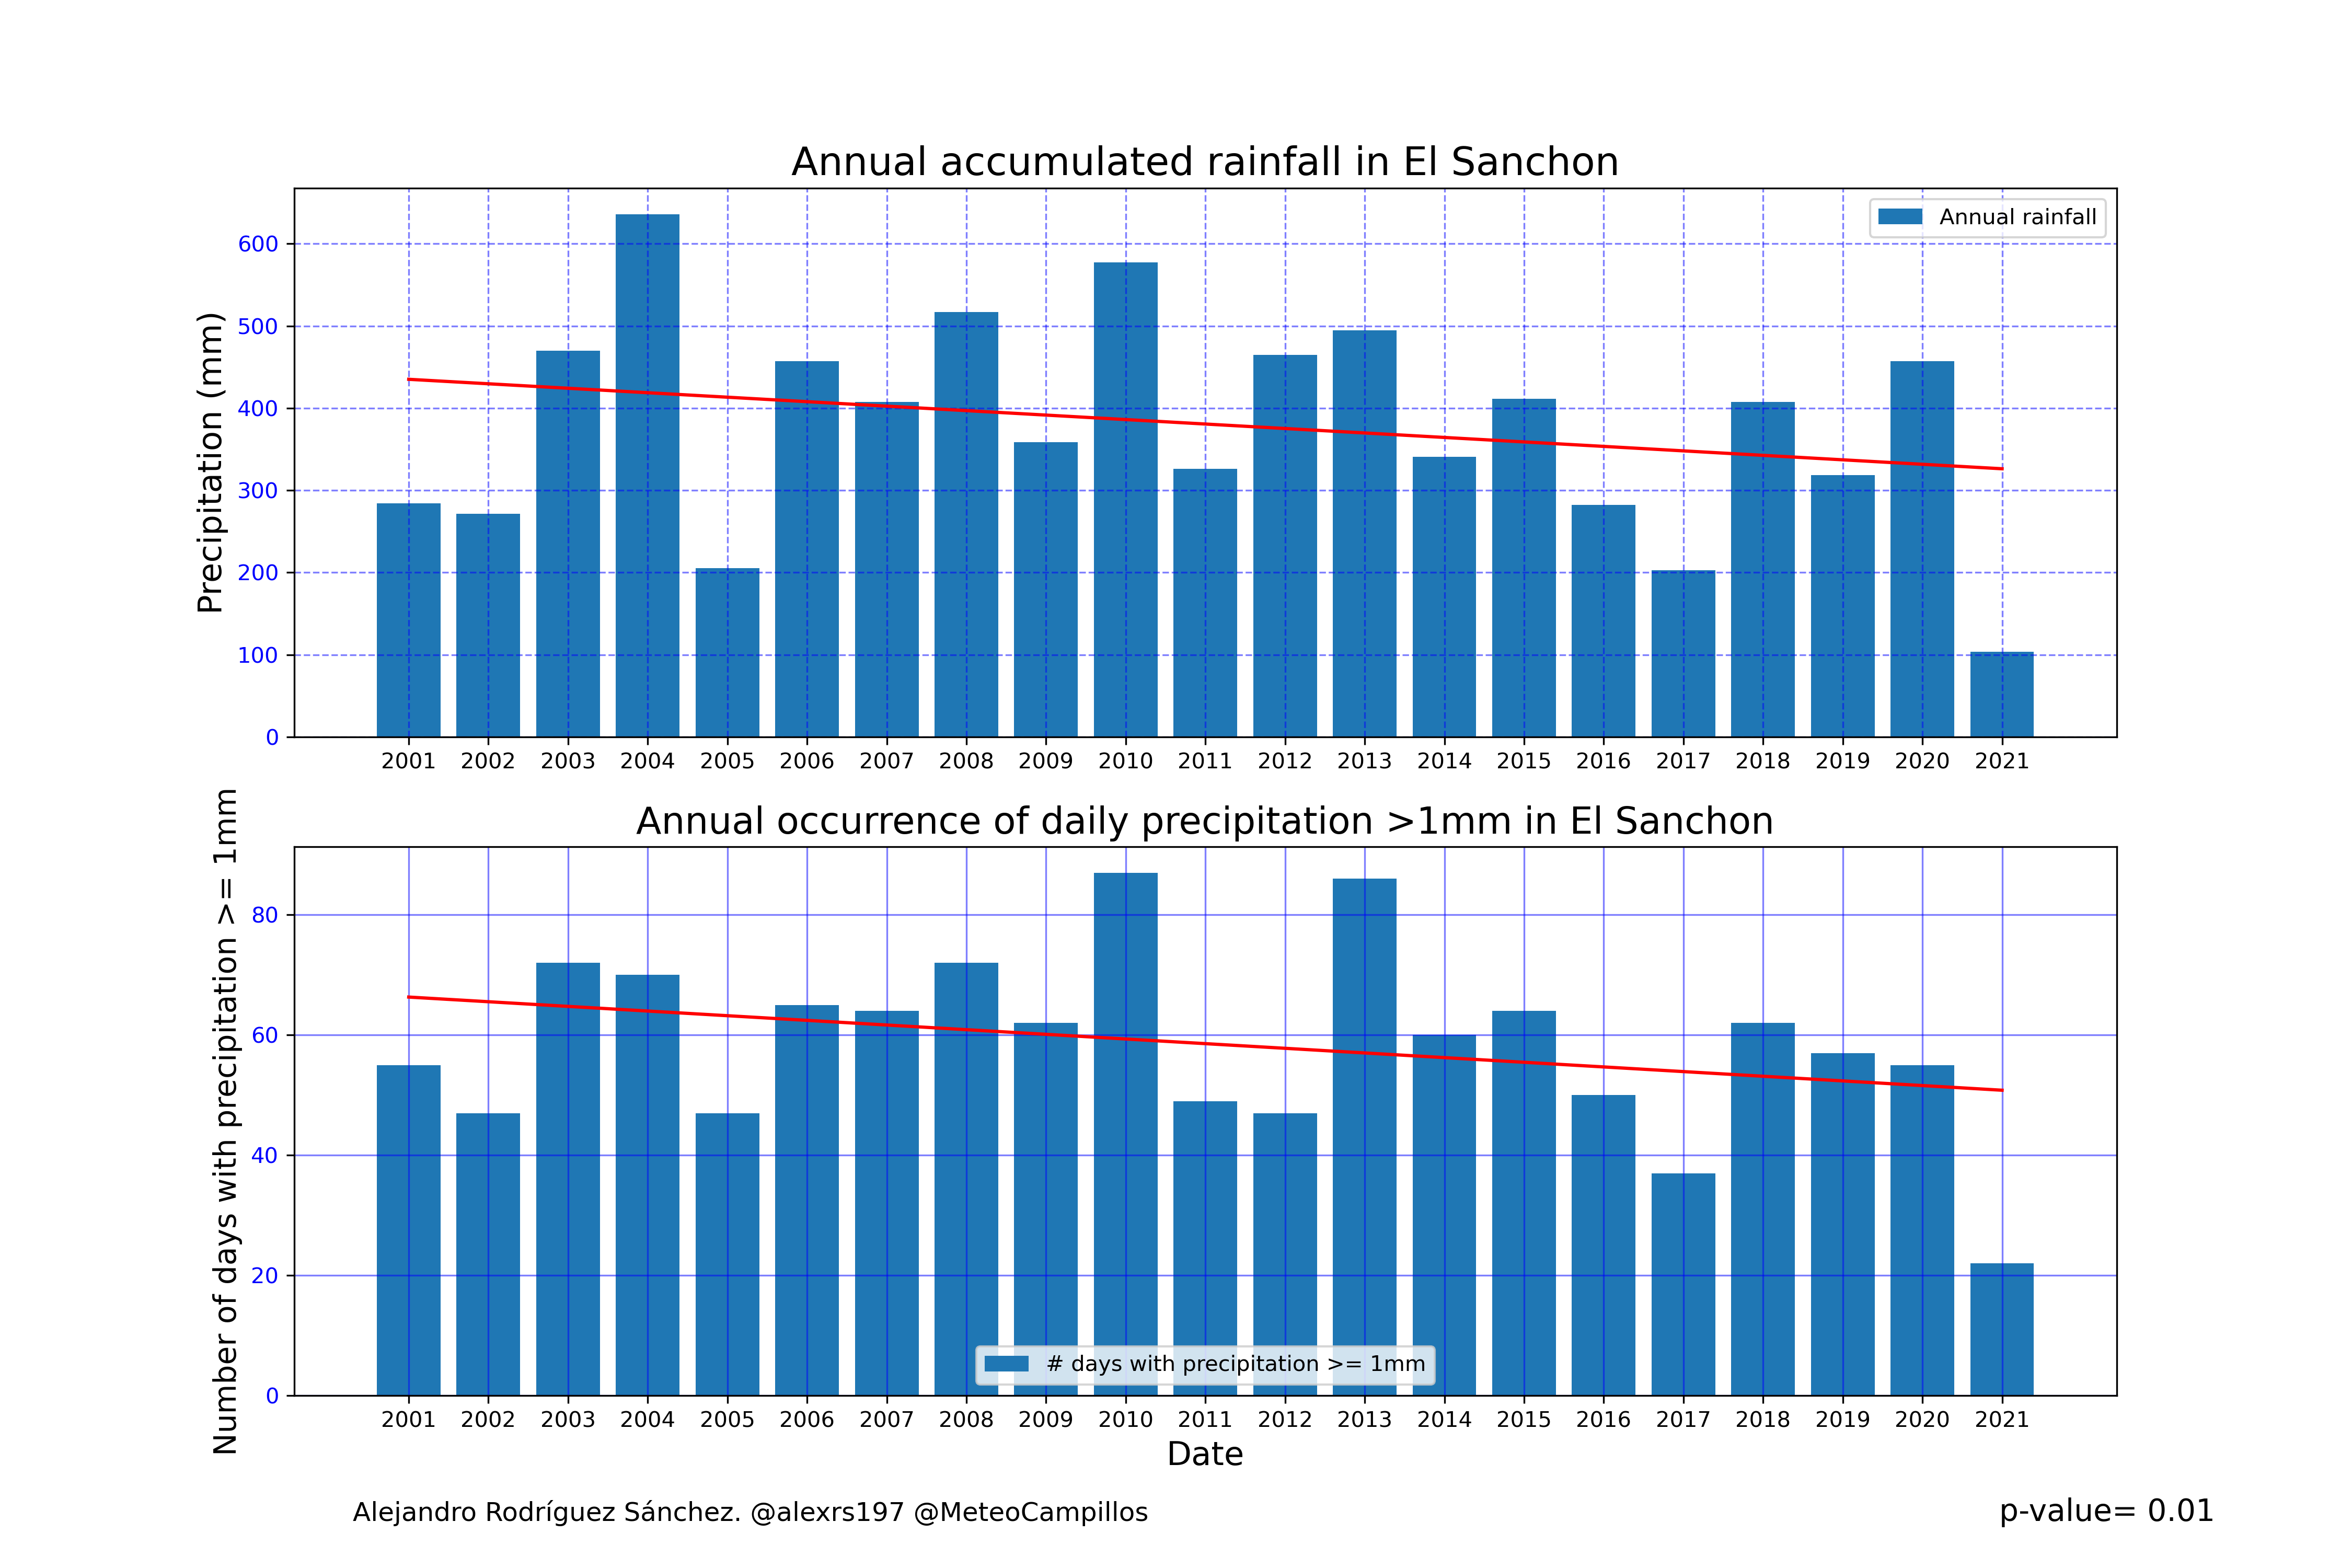 Annual accumulated rainfall in El Sanchon
Precipitation (mm)
600
500
400
300
200
100
0
Annual rainfall
2001 2002 2003 2004 2005 2006 2007 2008 2009 2010 2011 2012 2013 2014 2015 2016 2017 2018 2019 2020 2021
Annual occurrence of daily precipitation >1mm in El Sanchon
Number of days with precipitation >= 1mm
80
60
40
20
0
# days with precipitation >= 1mm
2001 2002 2003 2004 2005 2006 2007 2008 2009 2010 2011 2012 2013 2014 2015 2016 2017 2018 2019 2020 2021
Date
Alejandro Rodríguez Sánchez. @alexrs197 @MeteoCampillos
p-value= 0.01